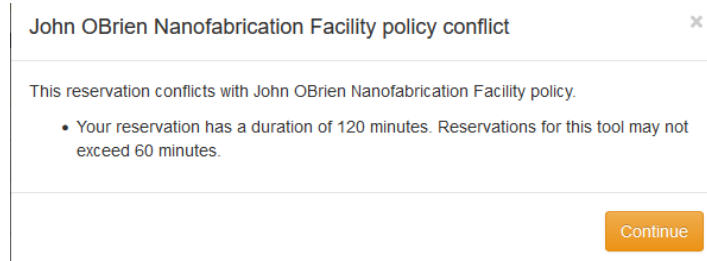 John OBrien Nanofabrication Facility policy conflict
×
This reservation conflicts with John OBrien Nanofabrication Facility policy.
• Your reservation has a duration of 120 minutes. Reservations for this tool may not
exceed 60 minutes.
Continue